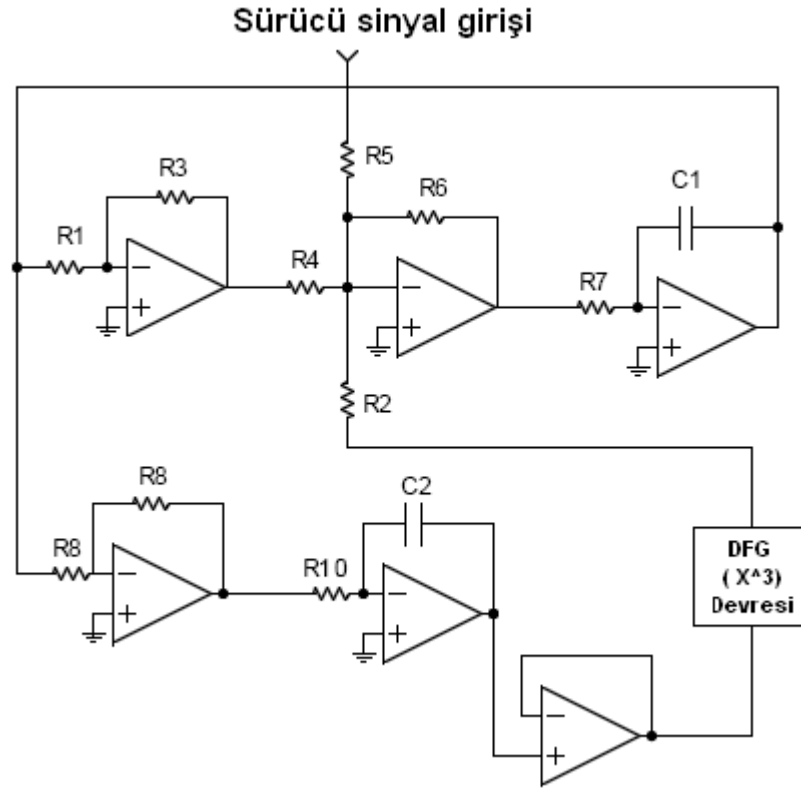 Sürücü sinyal girişi
R5
R3
R6
C1
R1
R4
R7
R2
R8
C2
R8
R10
DFG
( X^3)
Devresi